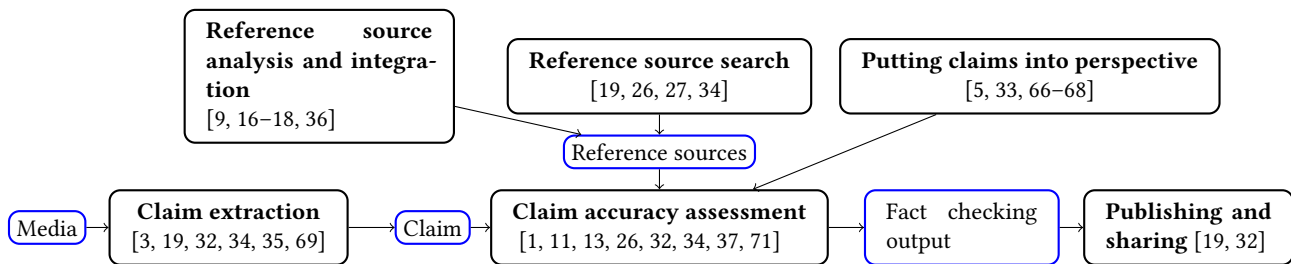 Reference source
analysis and integra-
tion
[9, 16–18, 36]
Reference source search
[19, 26, 27, 34]
Putting claims into perspective
[5, 33, 66–68]
Reference sources
Media
Claim extraction
[3, 19, 32, 34, 35, 69]
Claim
Claim accuracy assessment
[1, 11, 13, 26, 32, 34, 37, 71]
Fact checking
output
Publishing and
sharing [19, 32]